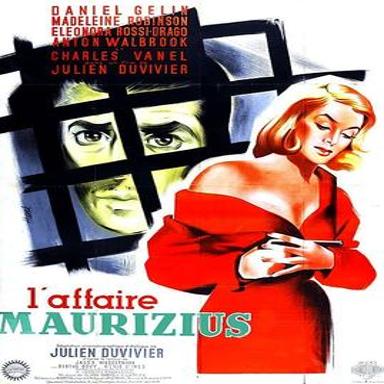 DANIEL GELIN
MADELEINE ROBINSON
ELEONORA ROSSI-DRAGO
ANTON WALBROOK
CHARLES VANEL
JULIEN DUVIVIER
l'affaire
MAURIZIUS
JULIEN DUVIVIER